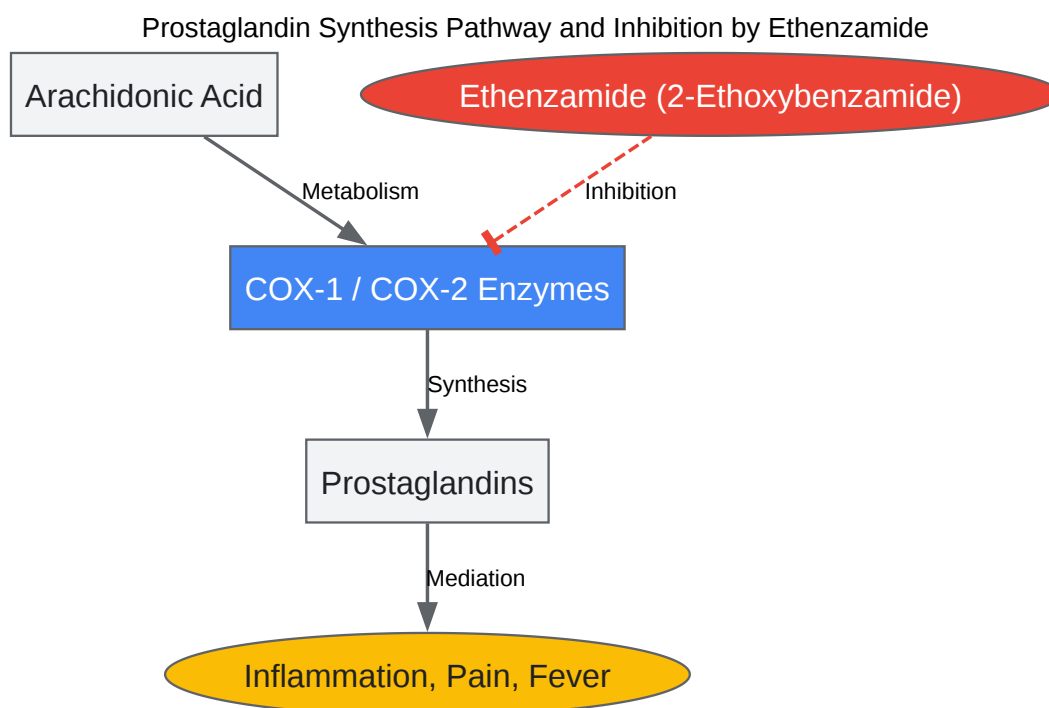 Prostaglandin Synthesis Pathway and Inhibition by Ethenzamide
Arachidonic Acid
Ethenzamide (2-Ethoxybenzamide)
Metabolism
Inhibition
COX-1 / COX-2 Enzymes
Synthesis
Prostaglandins
Mediation
Inflammation, Pain, Fever